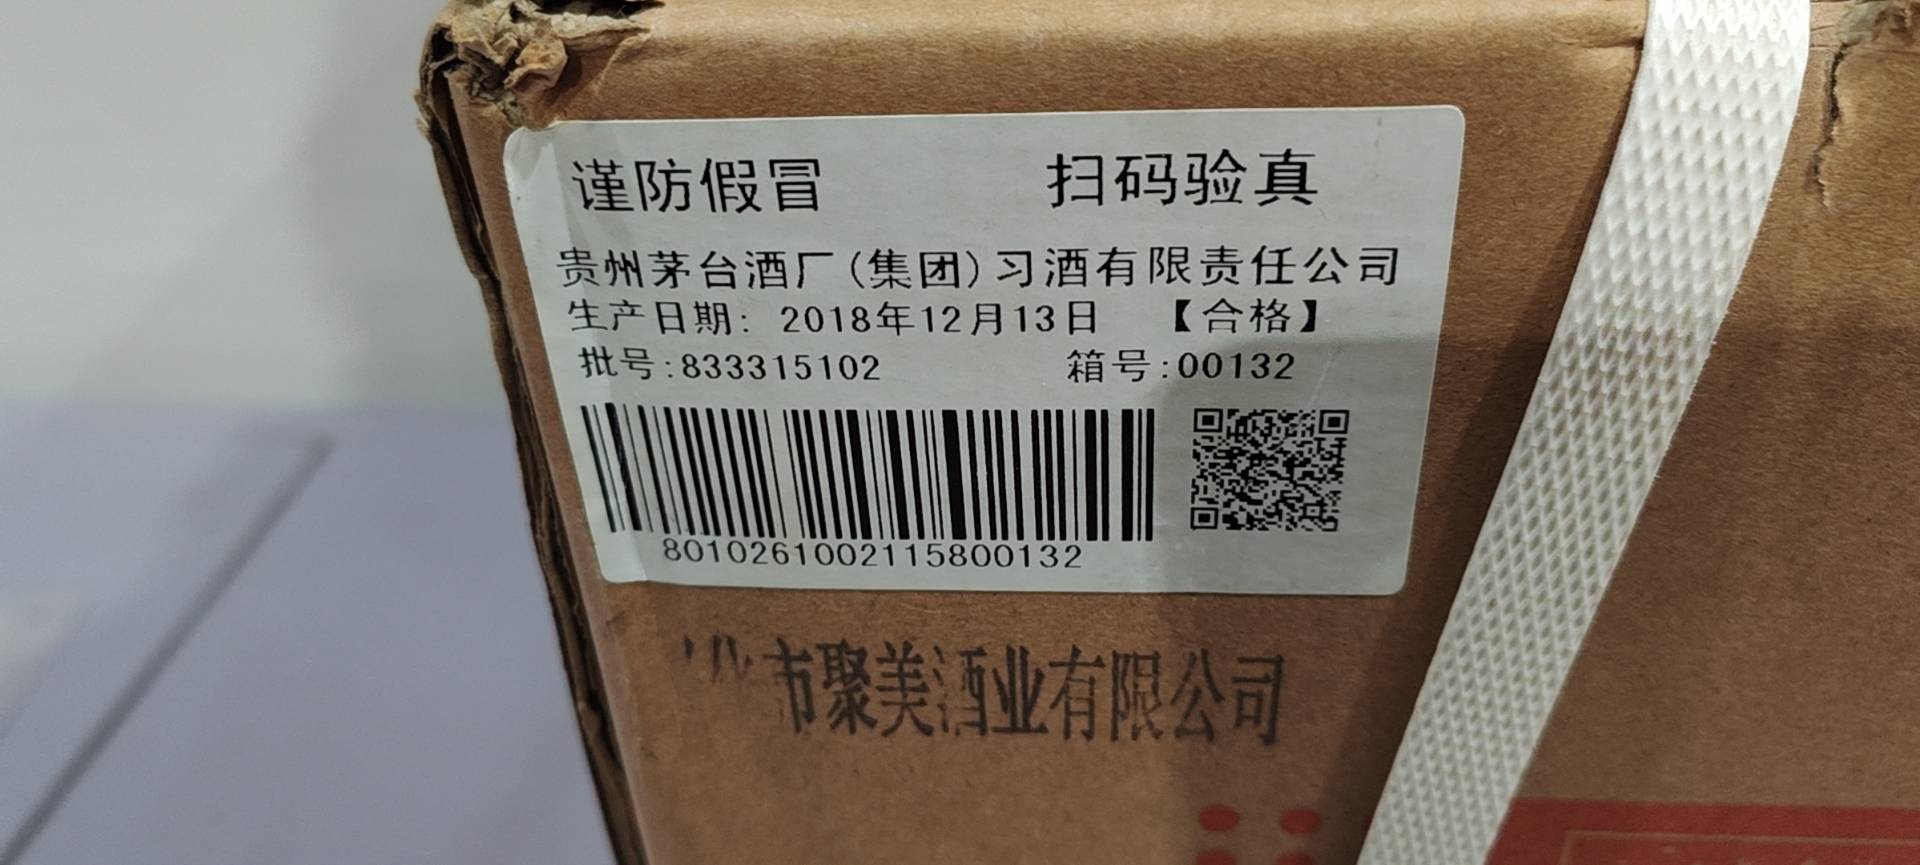 谨防假冒 扫码验真
贵州茅台酒厂(集团)习酒有限责任公司
生产日期: 2018年12月13日 【合格】
批号:833315102 箱号:00132
8010261002115800132
市聚美酒业有限公司